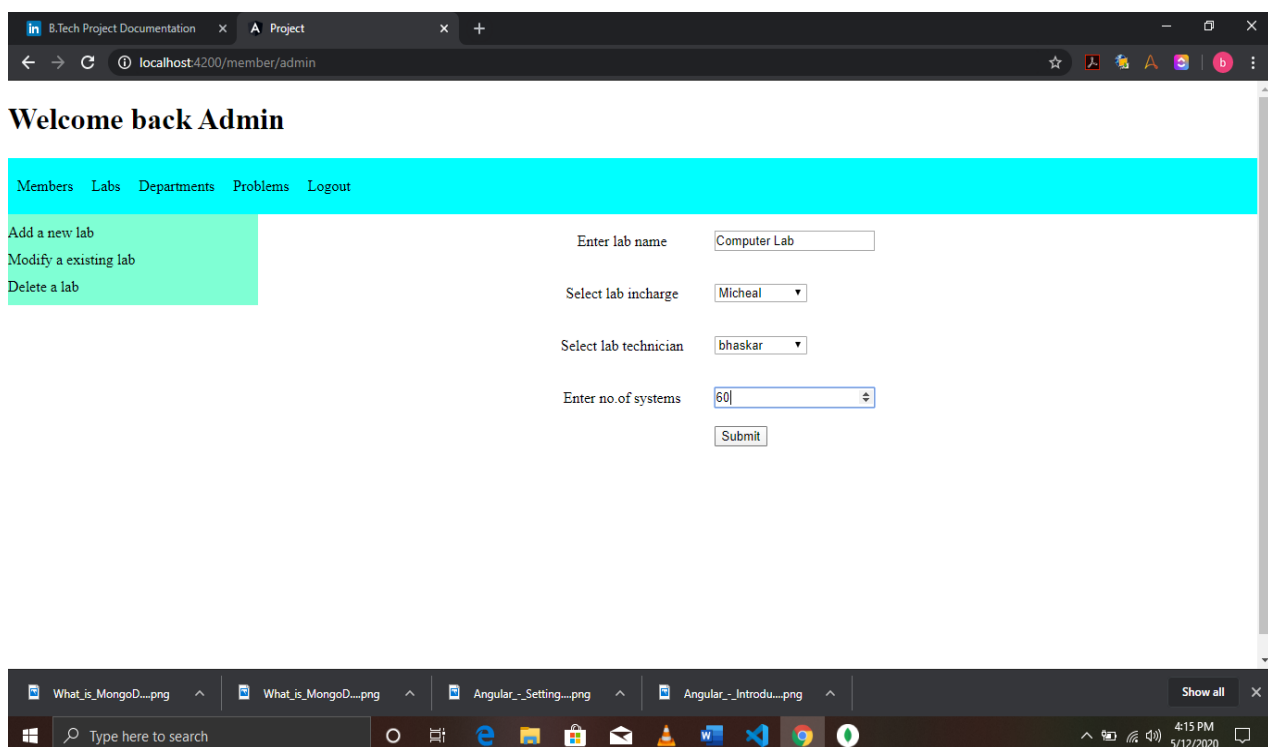 B.Tech Project Documentation
Project
localhost:4200/member/admin
b
Welcome back Admin
Members Labs Departments Problems Logout
Add a new lab
Modify a existing lab
Delete a lab
Enter lab name Computer Lab
Select lab incharge Micheal
Select lab technician bhaskar
Enter no.of systems 60
Submit
What_is_MongoD....png What_is_MongoD....png Angular_-_Setting....png Angular_-_Introdu....png Show all
Type here to search
4:15 PM
5/12/2020